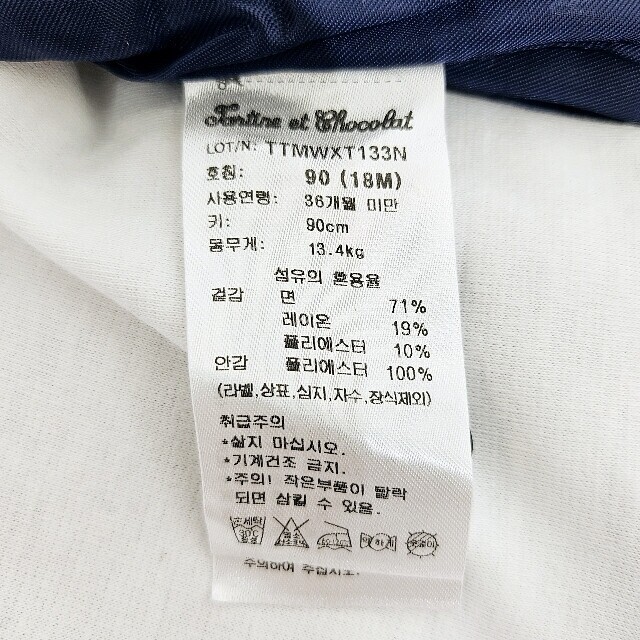 Tartine et Chocolat
LOT/N: TTMWXT133N
호칭: 90 (18M)
사용연령: 36개월 미만
키: 90cm
몸무게: 13.4kg
섬유의 혼용율
겉감 면 71%
레이온 19%
폴리에스터 10%
안감 폴리에스터 100%
(라벨,상표,심지,자수,장식제외)
취급주의
*삶지 마십시오.
*기계건조 금지.
*주의! 작은부품이 탈락
되면 삼킬 수 있음.
손세탁